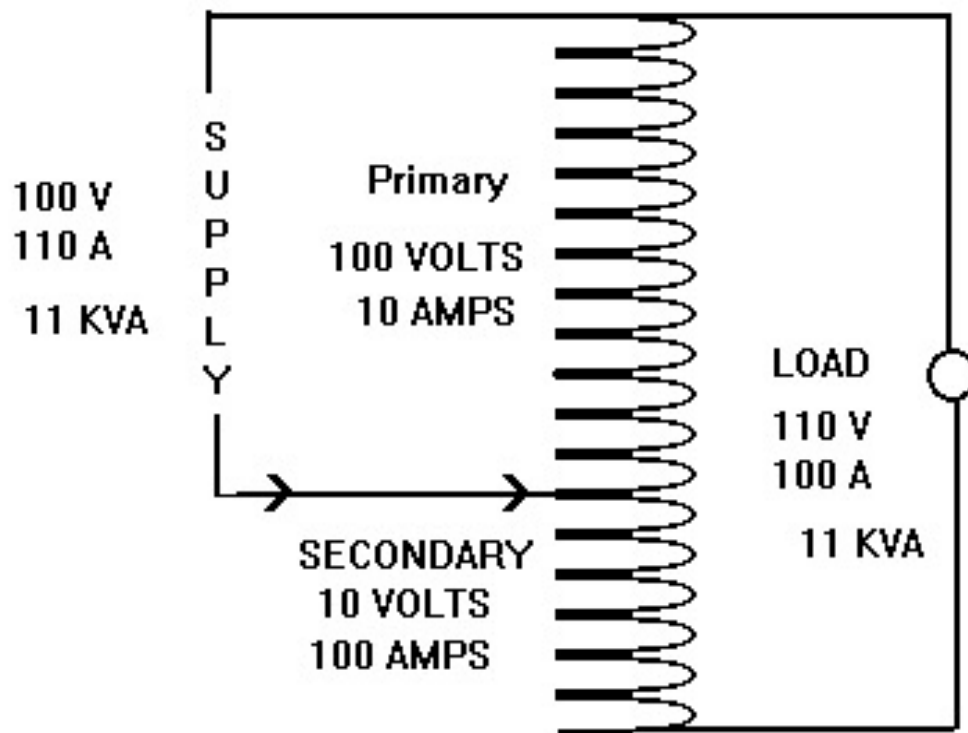 SUPPLY
100 V
110 A
11 KVA
Primary
100 VOLTS
10 AMPS
SECONDARY
10 VOLTS
100 AMPS
LOAD
110 V
100 A
11 KVA